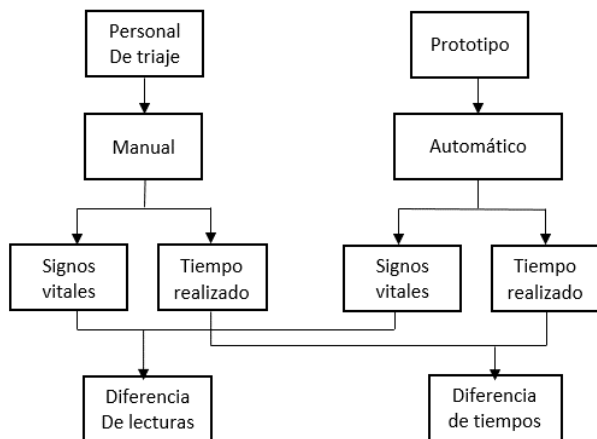 Personal
De triaje
Prototipo
Manual
Automático
Signos
vitales
Tiempo
realizado
Signos
vitales
Tiempo
realizado
Diferencia
De lecturas
Diferencia
de tiempos